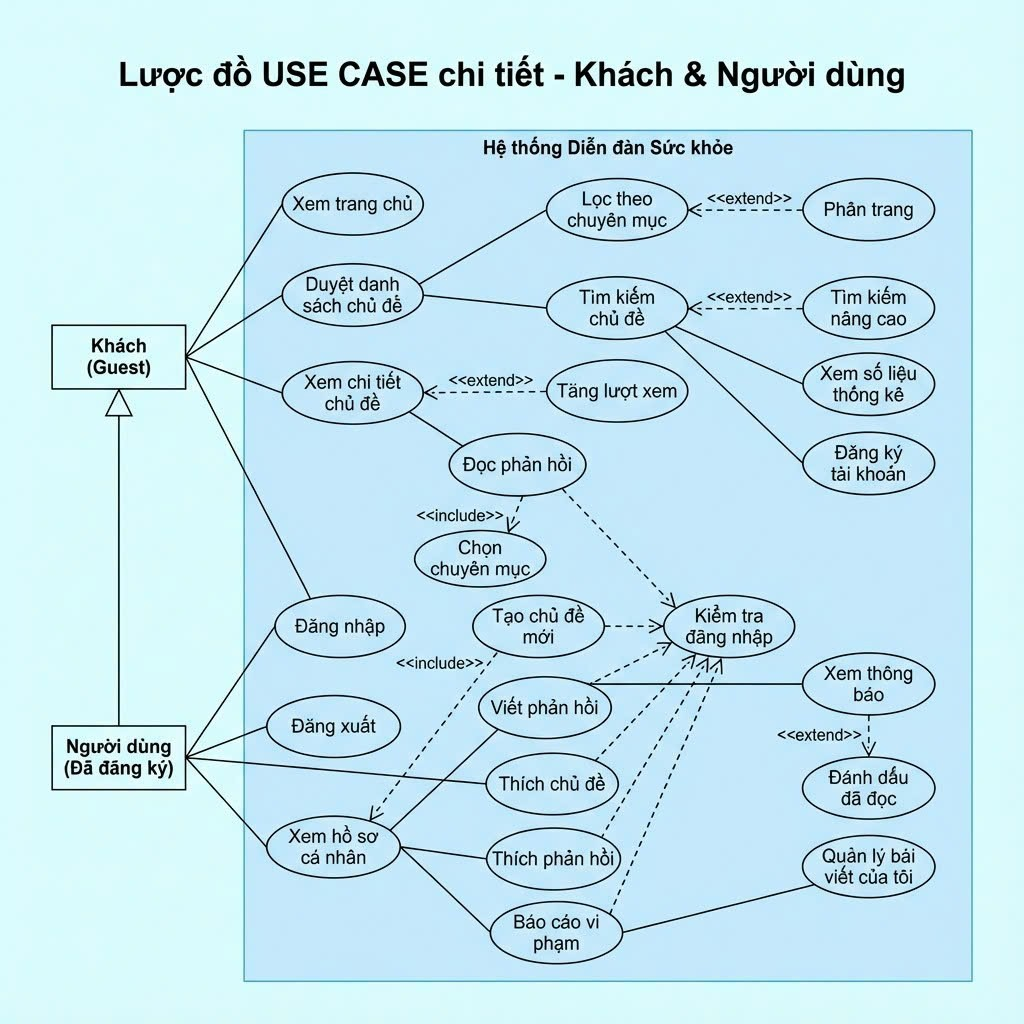 Lược đồ USE CASE chi tiết - Khách & Người dùng
Hệ thống Diễn đàn Sức khỏe
Xem trang chủ
Lọc theo
chuyên mục
<<extend>>
Phân trang
Duyệt danh
sách chủ đề
Tìm kiếm
chủ đề
<<extend>>
Tìm kiếm
nâng cao
Khách
(Guest)
Xem chi tiết
chủ đề
<<extend>>
Tăng lượt xem
Xem số liệu
thống kê
Đọc phản hồi
Đăng ký
tài khoản
<<include>>
Chọn
chuyên mục
Đăng nhập
Tạo chủ đề
mới
Kiểm tra
đăng nhập
<<include>>
Xem thông
báo
Viết phản hồi
Đăng xuất
<<extend>>
Người dùng
(Đã đăng ký)
Thích chủ đề
Đánh dấu
đã đọc
Xem hồ sơ
cá nhân
Thích phản hồi
Quản lý bài
viết của tôi
Báo cáo vi
phạm